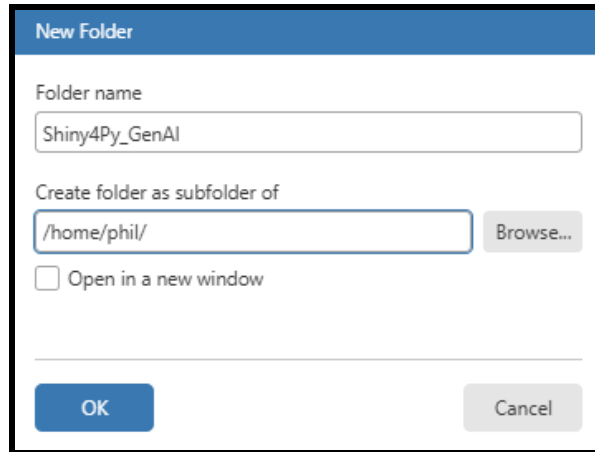 New Folder
Folder name
Shiny4Py_GenAI
Create folder as subfolder of
/home/phil/
Browse...
Open in a new window
OK
Cancel